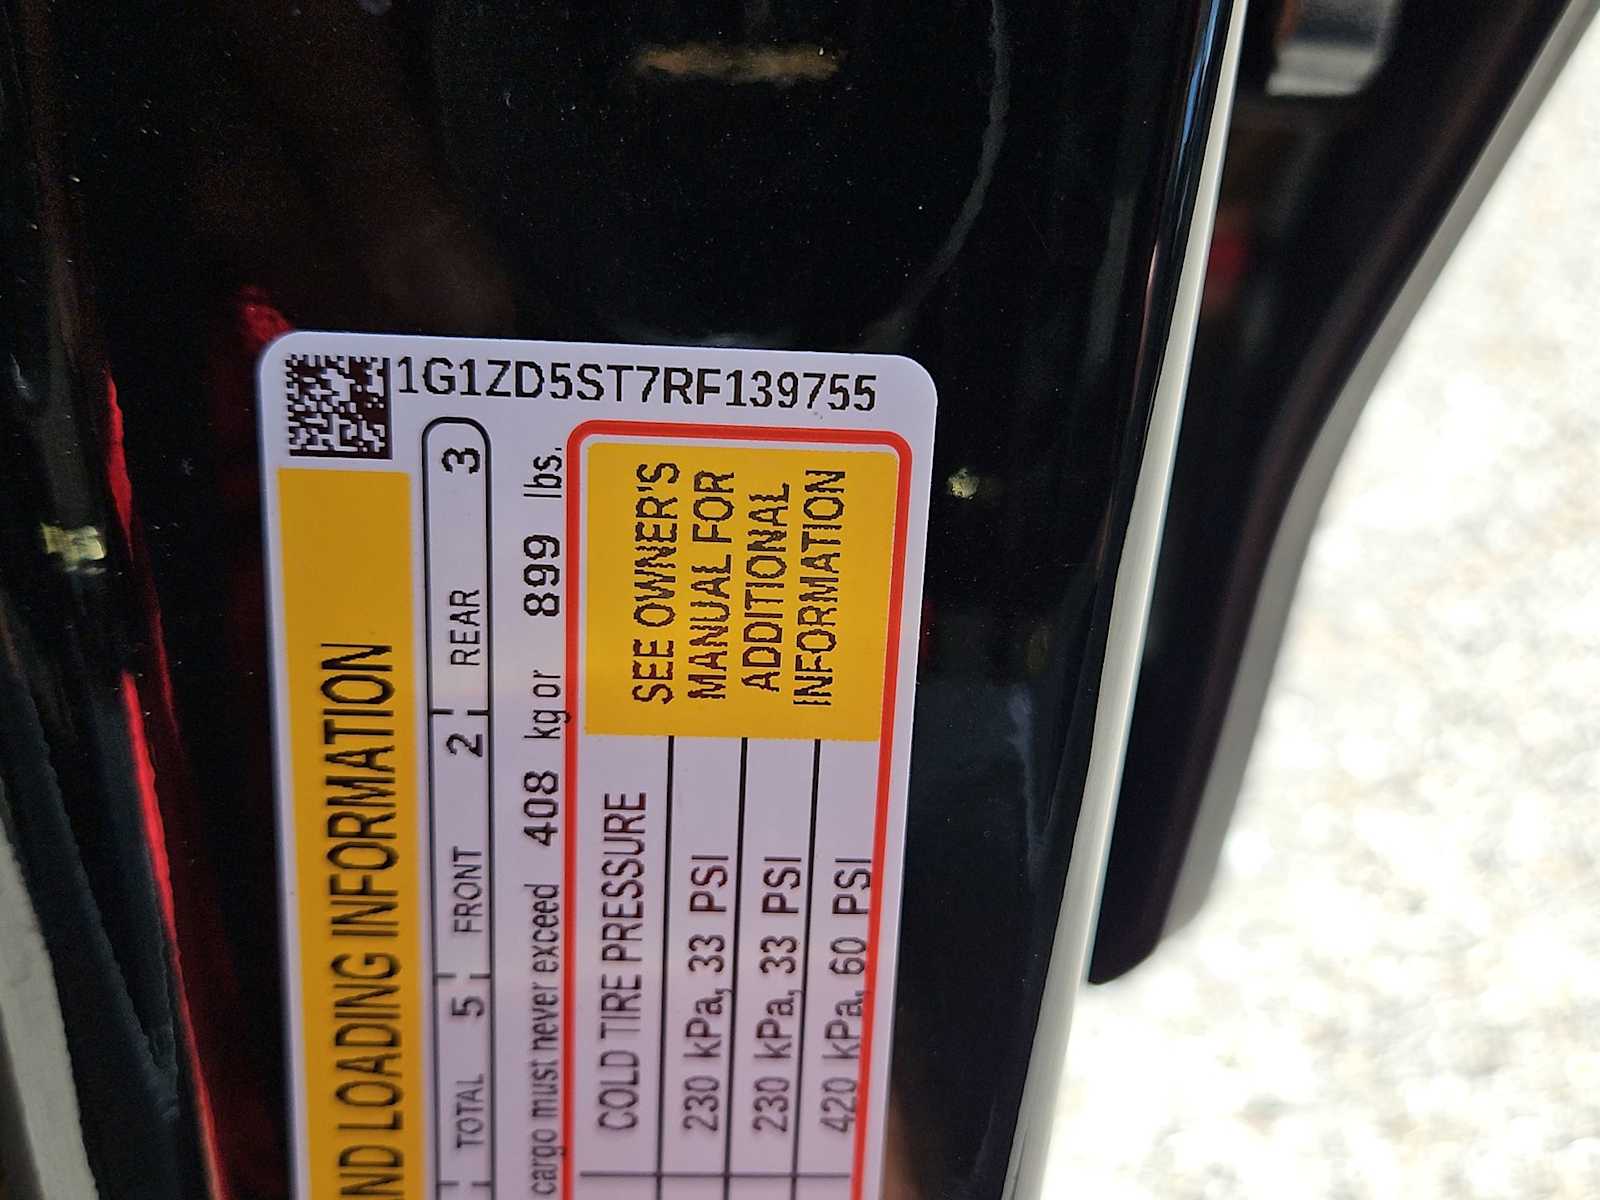 1G1ZD5ST7RF139755
ND LOADING INFORMATION
TOTAL 5 FRONT 2 REAR 3
cargo must never exceed 408 kg or 899 lbs.
COLD TIRE PRESSURE
230 kPa, 33 PSI
230 kPa, 33 PSI
420 kPa, 60 PSI
SEE OWNER'S
MANUAL FOR
ADDITIONAL
INFORMATION